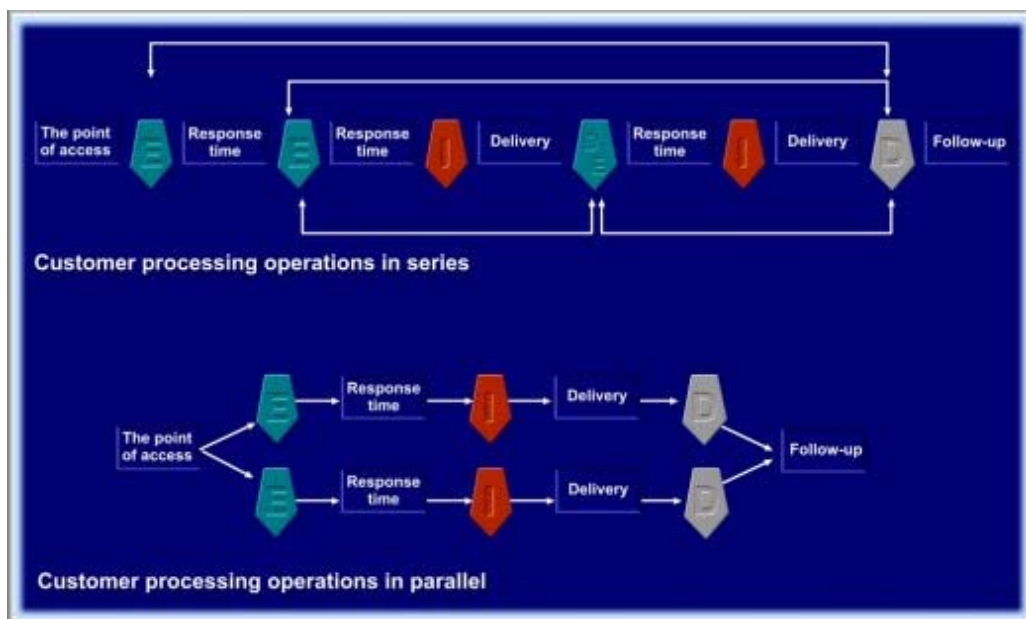 The point
of access
E
Response
time
E
Response
time
I
Delivery
Response
time
I
Delivery
D
Follow-up
Customer processing operations in series
E
Response
time
I
Delivery
D
The point
of access
Follow-up
E
Response
time
I
Delivery
D
Customer processing operations in parallel